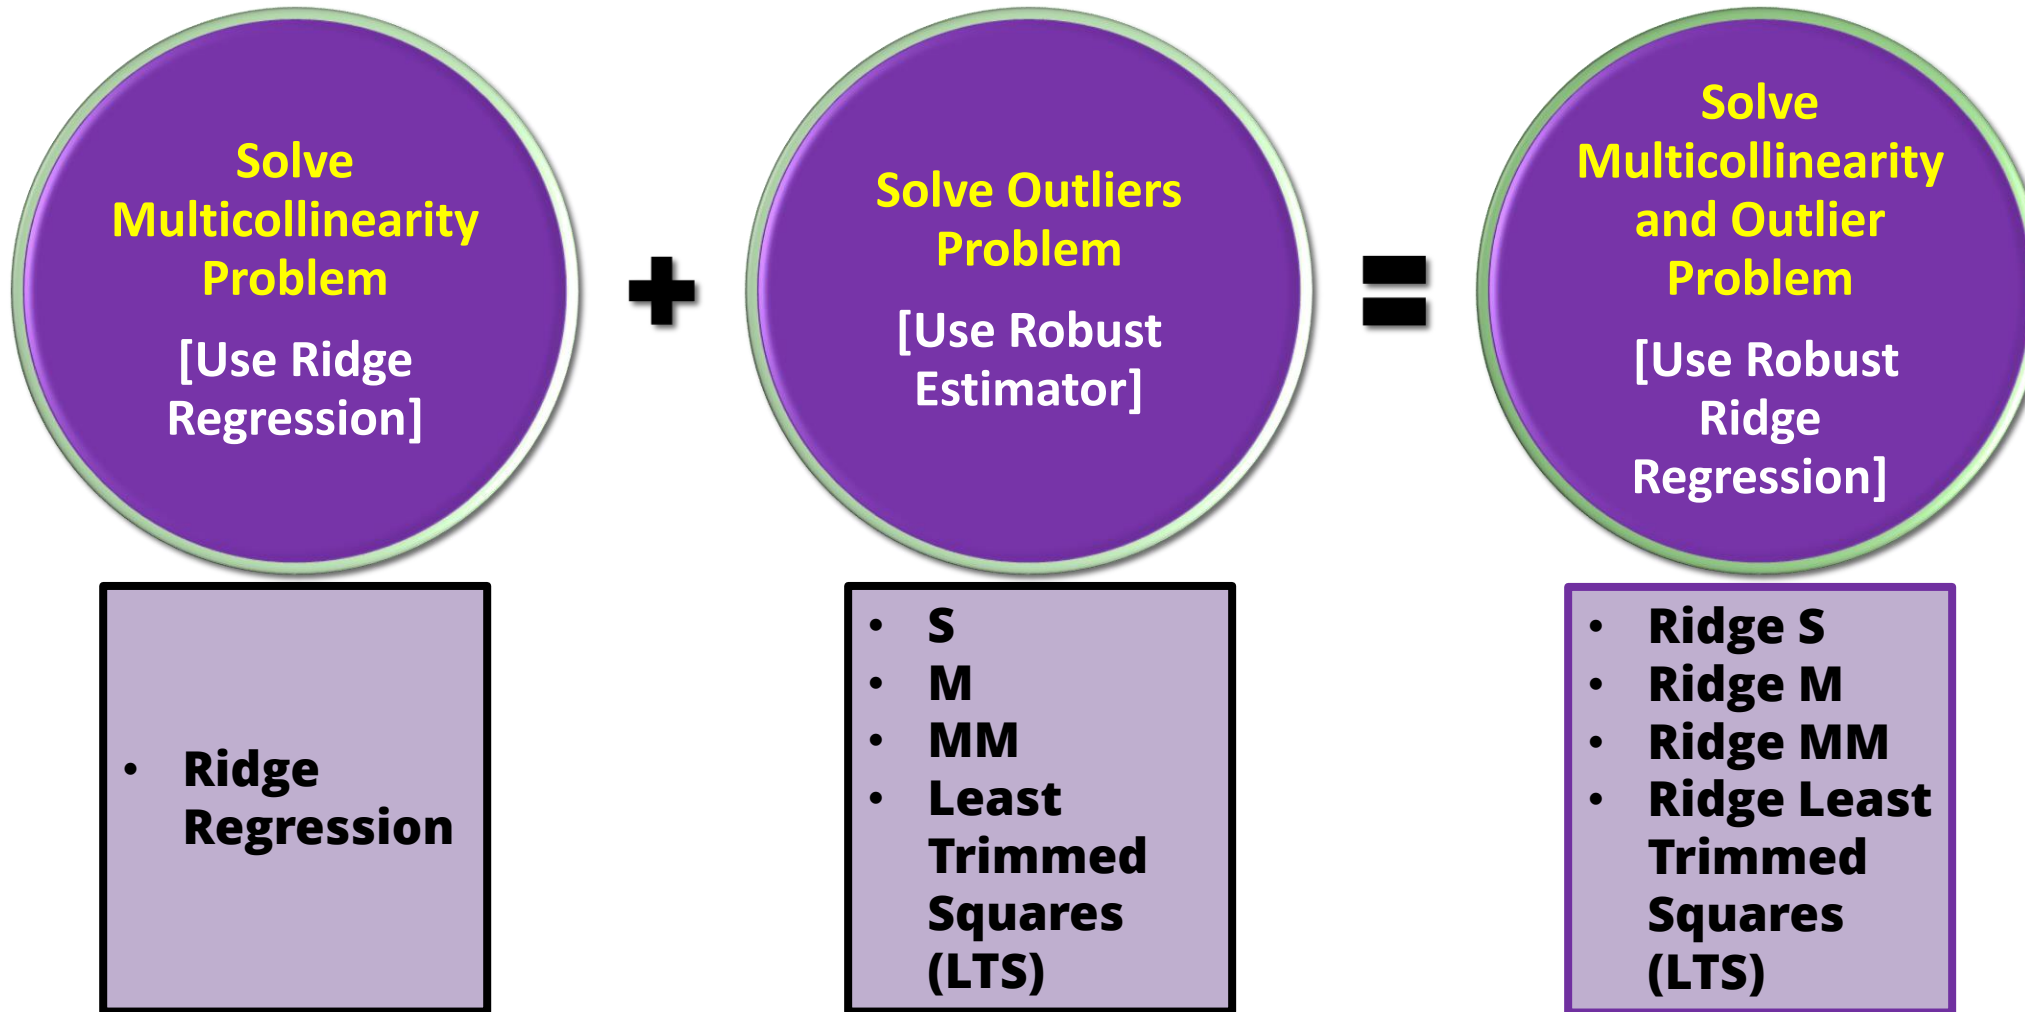 Solve
Multicollinearity
Problem
[Use Ridge
Regression]
+
Solve Outliers
Problem
[Use Robust
Estimator]
=
Solve
Multicollinearity
and Outlier
Problem
[Use Robust
Ridge
Regression]
• Ridge
Regression
• S
• M
• MM
• Least
Trimmed
Squares
(LTS)
• Ridge S
• Ridge M
• Ridge MM
• Ridge Least
Trimmed
Squares
(LTS)